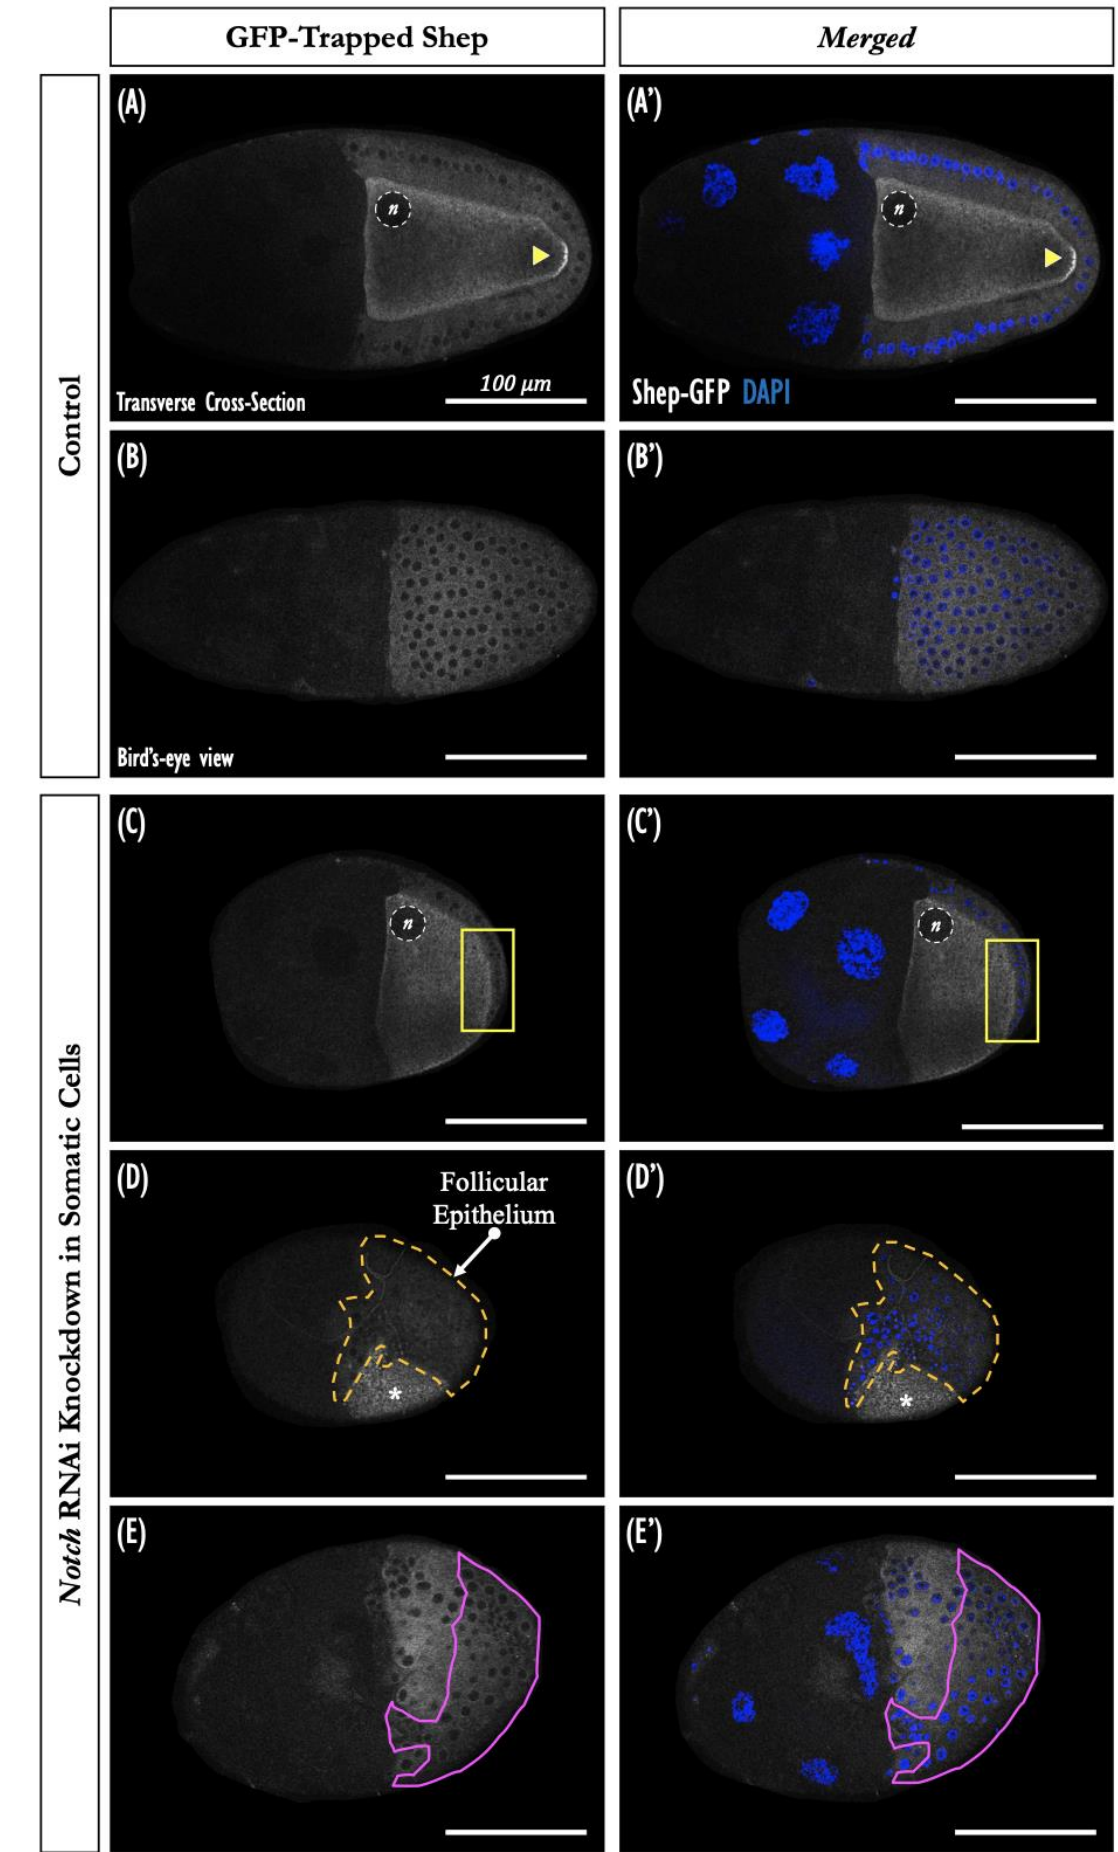 GFP-Trapped Shep
Merged
Control
(A)
n
Transverse Cross-Section
100 μm
(A')
n
Shep-GFP DAPI
(B)
Bird's-eye view
(B')
Notch RNAi Knockdown in Somatic Cells
(C)
n
(C')
n
(D)
Follicular
Epithelium
*
(D')
*
(E)
(E')